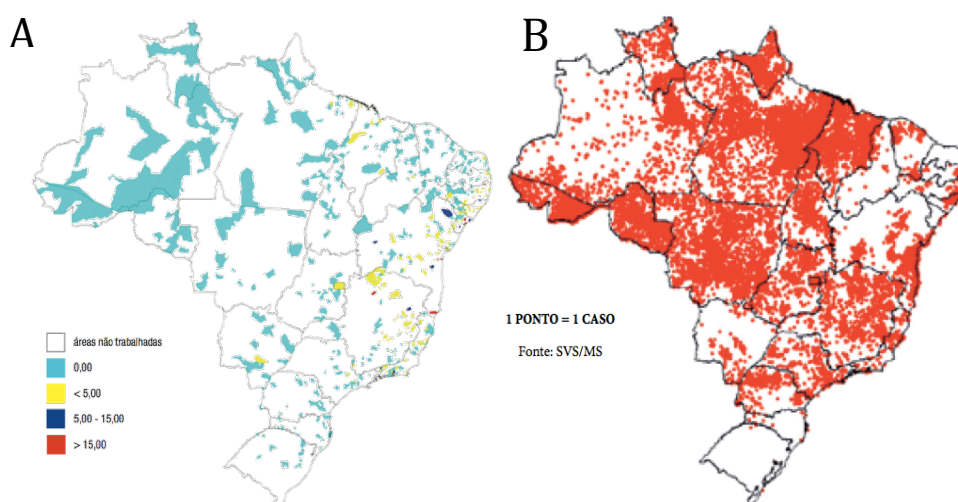 A
B
áreas não trabalhadas
0,00
< 5,00
5,00 - 15,00
> 15,00
1 PONTO = 1 CASO
Fonte: SVS/MS